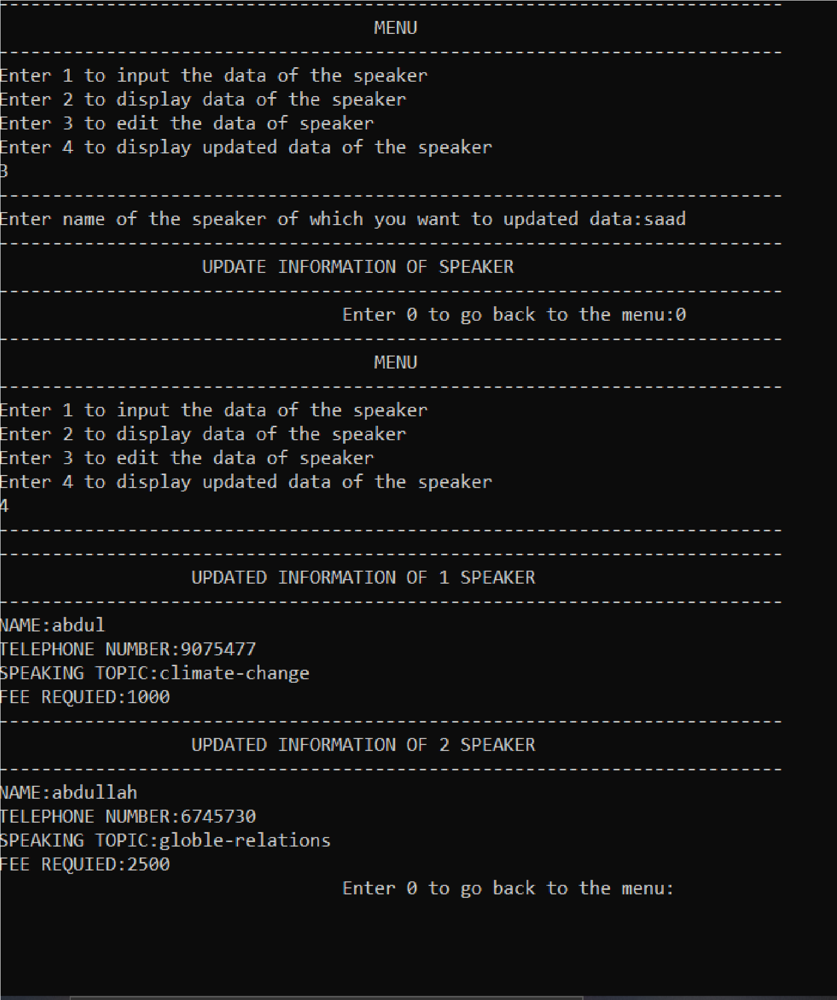 --------------------------------------------------------------------------
MENU
--------------------------------------------------------------------------
Enter 1 to input the data of the speaker
Enter 2 to display data of the speaker
Enter 3 to edit the data of speaker
Enter 4 to display updated data of the speaker
3
--------------------------------------------------------------------------
Enter name of the speaker of which you want to updated data:saad
--------------------------------------------------------------------------
UPDATE INFORMATION OF SPEAKER
--------------------------------------------------------------------------
Enter 0 to go back to the menu:0
--------------------------------------------------------------------------
MENU
--------------------------------------------------------------------------
Enter 1 to input the data of the speaker
Enter 2 to display data of the speaker
Enter 3 to edit the data of speaker
Enter 4 to display updated data of the speaker
4
--------------------------------------------------------------------------
--------------------------------------------------------------------------
UPDATED INFORMATION OF 1 SPEAKER
--------------------------------------------------------------------------
NAME:abdul
TELEPHONE NUMBER:9075477
SPEAKING TOPIC:climate-change
FEE REQUIED:1000
--------------------------------------------------------------------------
UPDATED INFORMATION OF 2 SPEAKER
--------------------------------------------------------------------------
NAME:abdullah
TELEPHONE NUMBER:6745730
SPEAKING TOPIC:globle-relations
FEE REQUIED:2500
Enter 0 to go back to the menu: